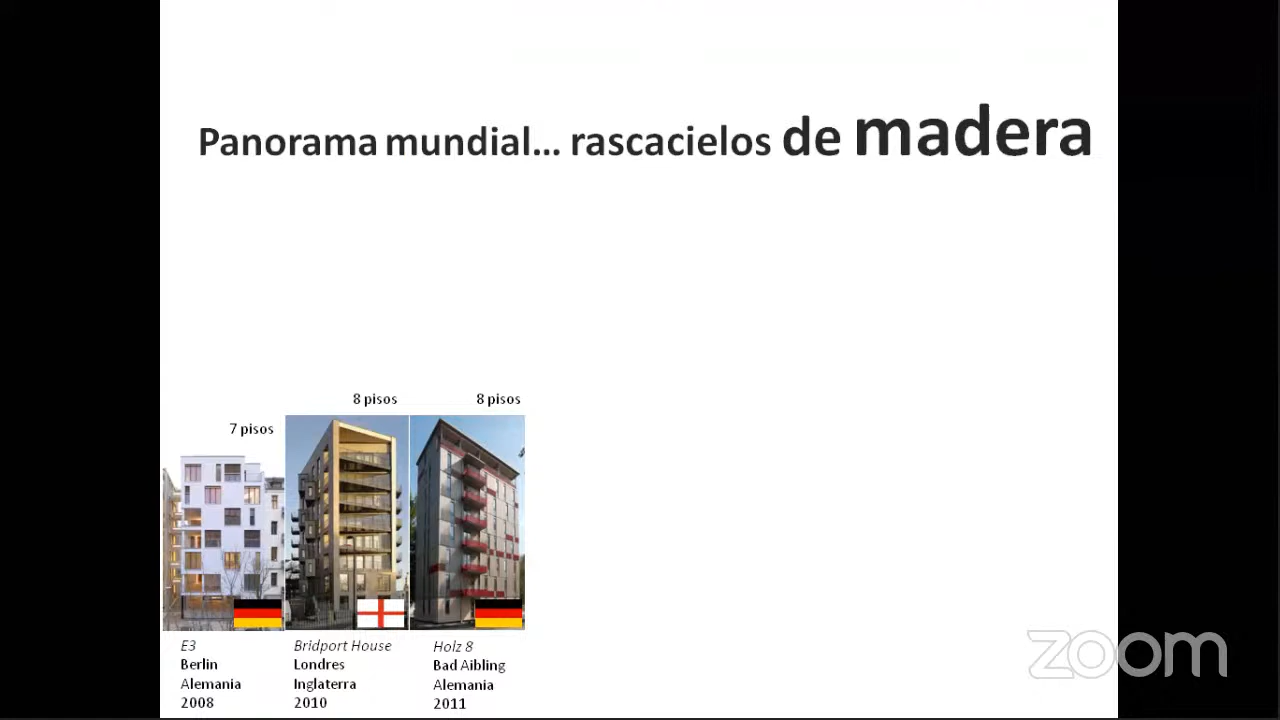 Panorama mundial... rascacielos de madera
8 pisos
8 pisos
7 pisos
E3
Berlin
Alemania
2008
Bridport House
Londres
Inglaterra
2010
Holz 8
Bad Aibling
Alemania
2011
zoom